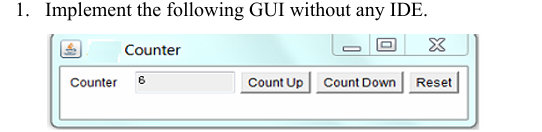 1. Implement the following GUI without any IDE.
Counter
Counter 6 Count Up Count Down Reset